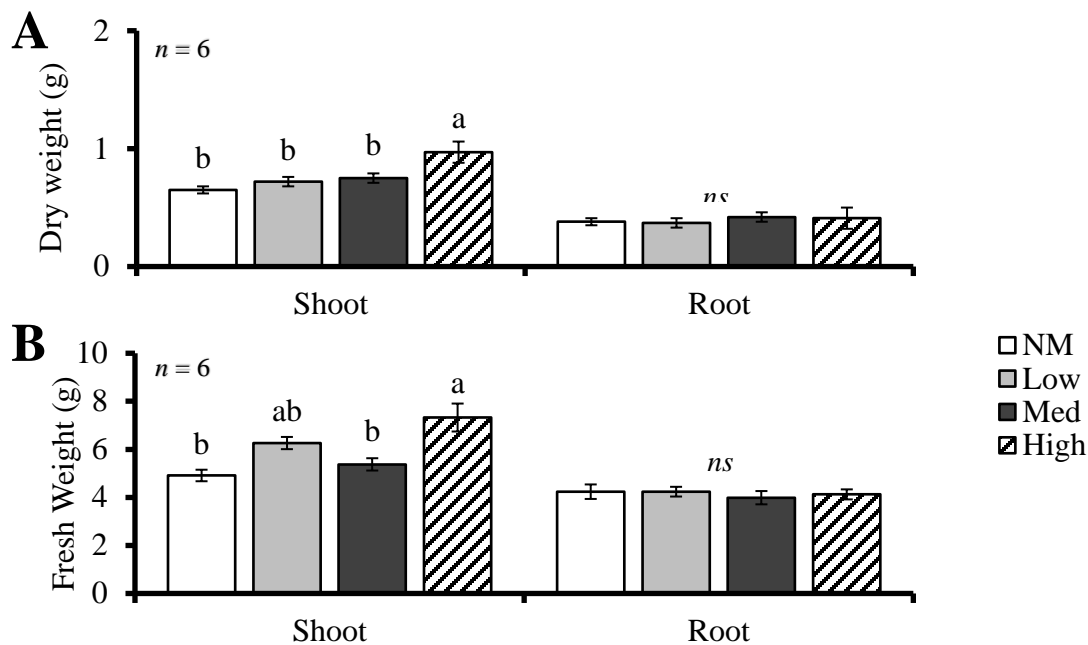 A
Dry weight (g)
2
1
0
n = 6
b
b
b
a
ns
Shoot
Root
B
Fresh Weight (g)
10
8
6
4
2
0
n = 6
b
ab
b
a
ns
Shoot
Root
NM
Low
Med
High